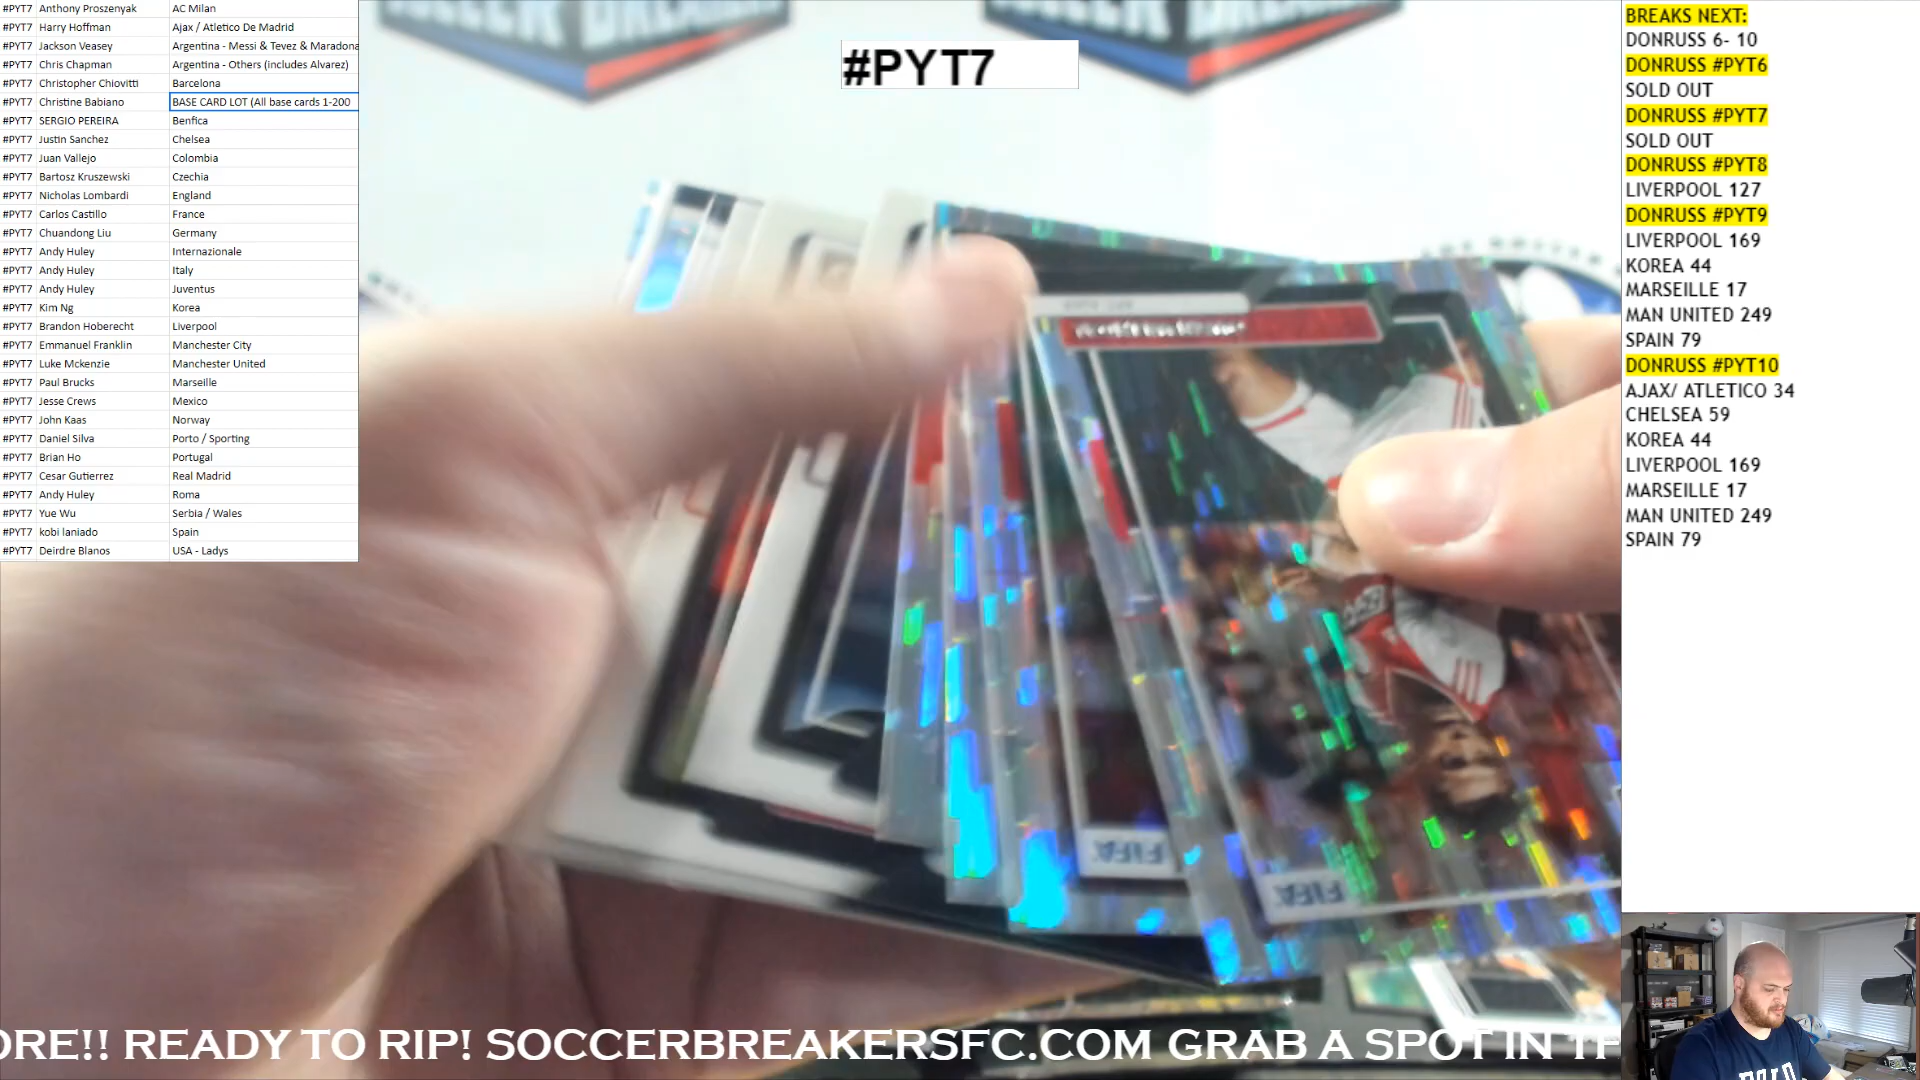 #PYT7 Anthony Proszenyak AC Milan
#PYT7 Harry Hoffman Ajax / Atletico De Madrid
#PYT7 Jackson Veasey Argentina - Messi & Tevez & Maradona
#PYT7 Chris Chapman Argentina - Others (includes Alvarez)
#PYT7 Christopher Chiovitti Barcelona
#PYT7 Christine Babiano BASE CARD LOT (All base cards 1-200
#PYT7 SERGIO PEREIRA Benfica
#PYT7 Justin Sanchez Chelsea
#PYT7 Juan Vallejo Colombia
#PYT7 Bartosz Kruszewski Czechia
#PYT7 Nicholas Lombardi England
#PYT7 Carlos Castillo France
#PYT7 Chuandong Liu Germany
#PYT7 Andy Huley Internazionale
#PYT7 Andy Huley Italy
#PYT7 Andy Huley Juventus
#PYT7 Kim Ng Korea
#PYT7 Brandon Hoberecht Liverpool
#PYT7 Emmanuel Franklin Manchester City
#PYT7 Luke Mckenzie Manchester United
#PYT7 Paul Brucks Marseille
#PYT7 Jesse Crews Mexico
#PYT7 John Kaas Norway
#PYT7 Daniel Silva Porto / Sporting
#PYT7 Brian Ho Portugal
#PYT7 Cesar Gutierrez Real Madrid
#PYT7 Andy Huley Roma
#PYT7 Yue Wu Serbia / Wales
#PYT7 kobi laniado Spain
#PYT7 Deirdre Blanos USA - Ladys
#PYT7
FIFA
FIFA
BREAKS NEXT:
DONRUSS 6- 10
DONRUSS #PYT6
SOLD OUT
DONRUSS #PYT7
SOLD OUT
DONRUSS #PYT8
LIVERPOOL 127
DONRUSS #PYT9
LIVERPOOL 169
KOREA 44
MARSEILLE 17
MAN UNITED 249
SPAIN 79
DONRUSS #PYT10
AJAX/ ATLETICO 34
CHELSEA 59
KOREA 44
LIVERPOOL 169
MARSEILLE 17
MAN UNITED 249
SPAIN 79
ORE!! READY TO RIP! SOCCERBREAKERSFC.COM GRAB A SPOT IN